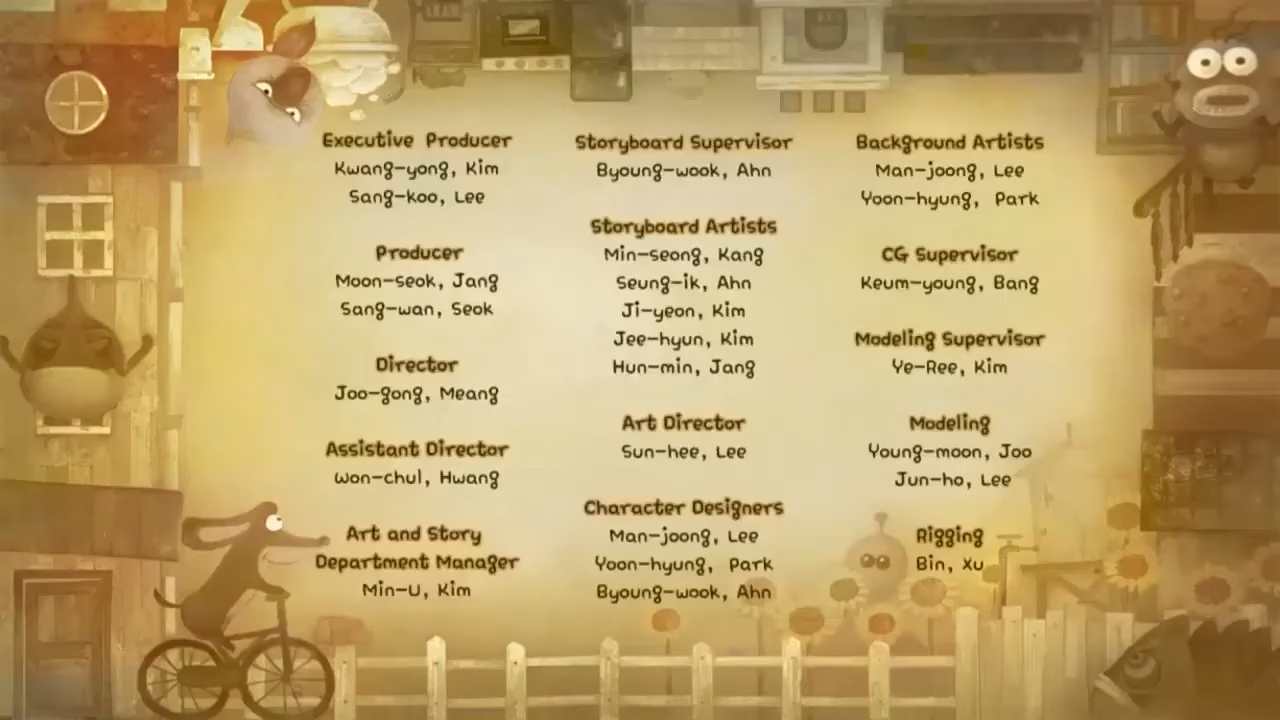 Executive Producer
Kwang-yong, Kim
Sang-koo, Lee
Producer
Moon-seok, Jang
Sang-wan, Seok
Director
Joo-gong, Meang
Assistant Director
Won-chul, Hwang
Art and Story
Department Manager
Min-U, Kim
Storyboard Supervisor
Byoung-wook, Ahn
Storyboard Artists
Min-seong, Kang
Seung-ik, Ahn
Ji-yeon, Kim
Jee-hyun, Kim
Hun-min, Jang
Art Director
Sun-hee, Lee
Character Designers
Man-joong, Lee
Yoon-hyung, Park
Byoung-wook, Ahn
Background Artists
Man-joong, Lee
Yoon-hyung, Park
CG Supervisor
Keum-young, Bang
Modeling Supervisor
Ye-Ree, Kim
Modeling
Young-moon, Joo
Jun-ho, Lee
Rigging
Bin, Xu